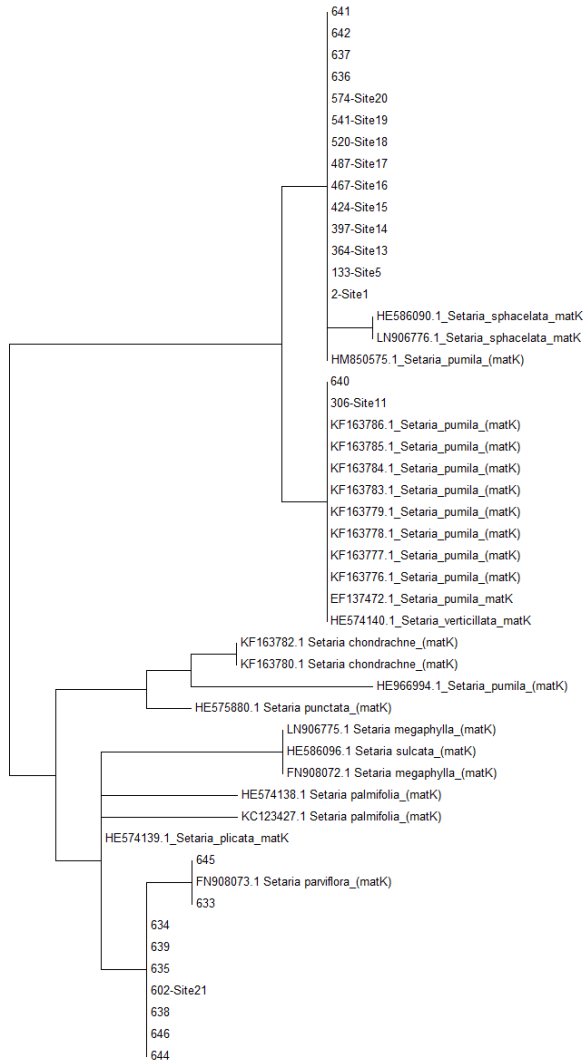 641
642
637
636
574-Site20
541-Site19
520-Site18
487-Site17
467-Site16
424-Site15
397-Site14
364-Site13
133-Site5
2-Site1
HE586090.1_Setaria_sphacelata_matK
LN906776.1_Setaria_sphacelata_matK
HM850575.1_Setaria_pumila_(matK)
640
306-Site11
KF163786.1_Setaria_pumila_(matK)
KF163785.1_Setaria_pumila_(matK)
KF163784.1_Setaria_pumila_(matK)
KF163783.1_Setaria_pumila_(matK)
KF163779.1_Setaria_pumila_(matK)
KF163778.1_Setaria_pumila_(matK)
KF163777.1_Setaria_pumila_(matK)
KF163776.1_Setaria_pumila_(matK)
EF137472.1_Setaria_pumila_matK
HE574140.1_Setaria_verticillata_matK
KF163782.1 Setaria chondrachne_(matK)
KF163780.1 Setaria chondrachne_(matK)
HE966994.1_Setaria_pumila_(matK)
HE575880.1 Setaria punctata_(matK)
LN906775.1 Setaria megaphylla_(matK)
HE586096.1 Setaria sulcata_(matK)
FN908072.1 Setaria megaphylla_(matK)
HE574138.1 Setaria palmifolia_(matK)
KC123427.1 Setaria palmifolia_(matK)
HE574139.1_Setaria_plicata_matK
645
FN908073.1 Setaria parviflora_(matK)
633
634
639
635
602-Site21
638
646
644